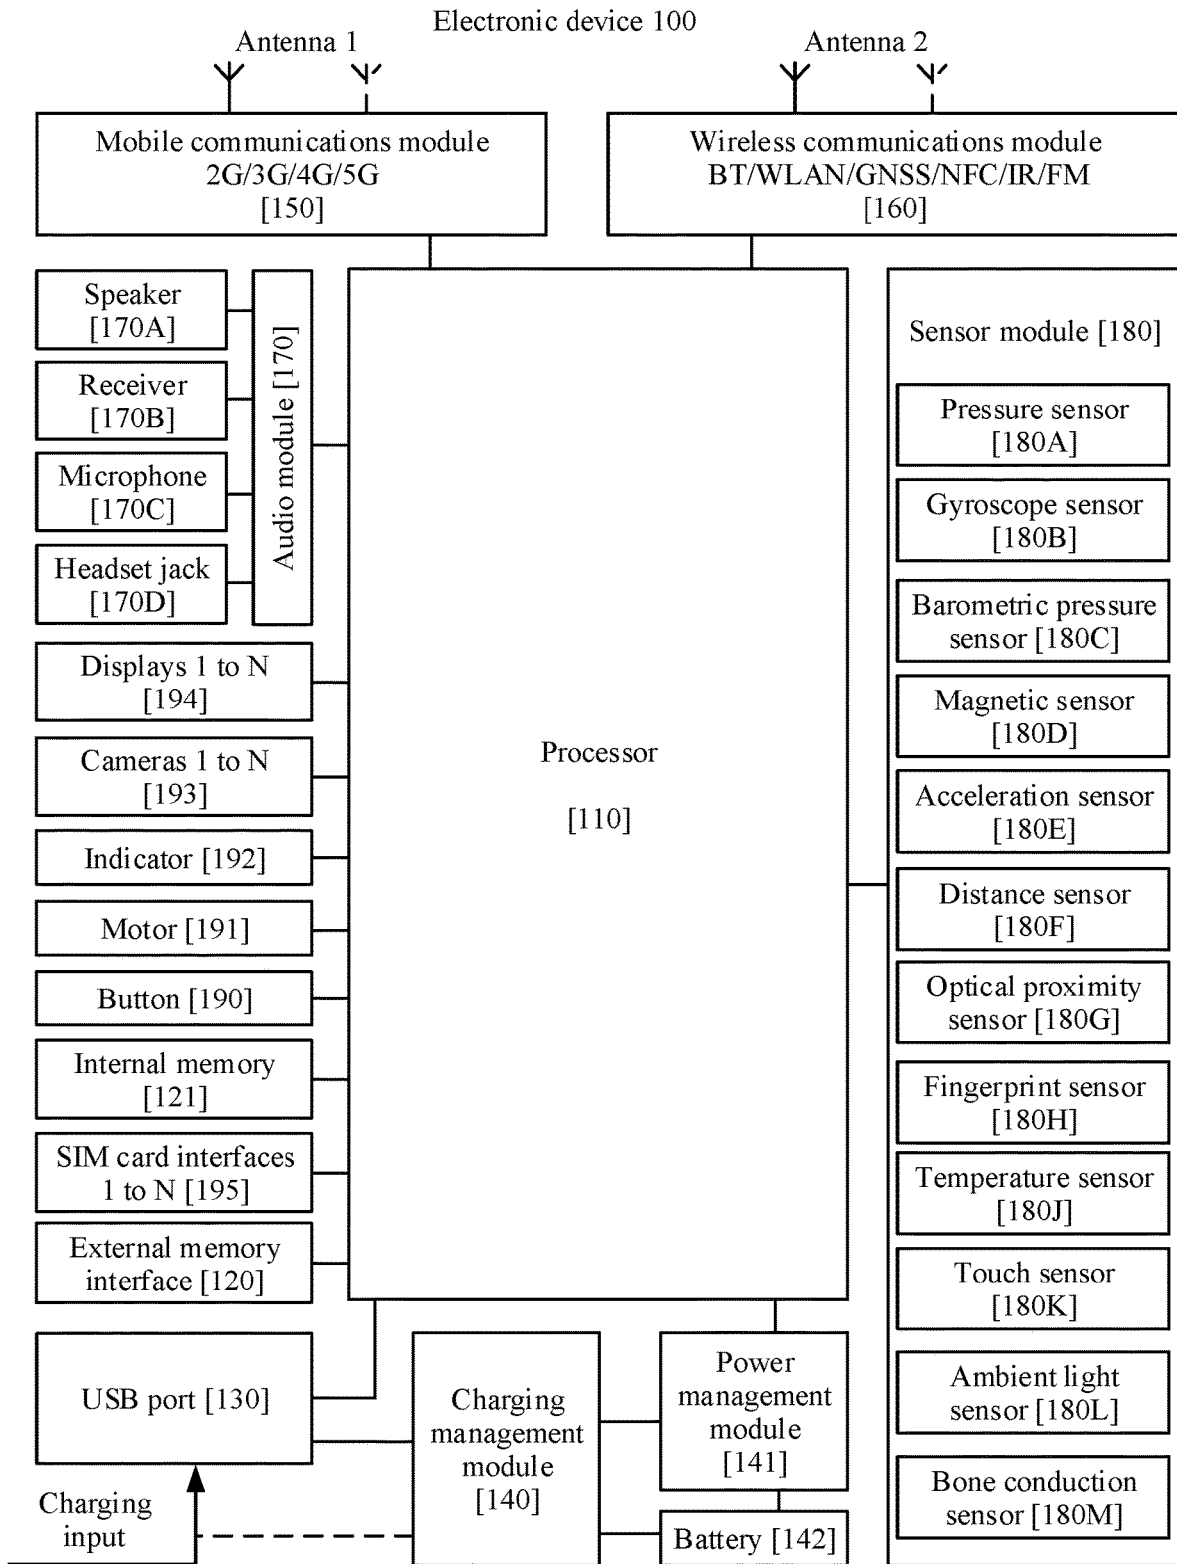 Electronic device 100
Antenna 1
Antenna 2
Mobile communications module
2G/3G/4G/5G
[150]
Wireless communications module
BT/WLAN/GNSS/NFC/IR/FM
[160]
Speaker
[170A]
Receiver
[170B]
Microphone
[170C]
Headset jack
[170D]
Audio module [170]
Displays 1 to N
[194]
Cameras 1 to N
[193]
Indicator [192]
Motor [191]
Button [190]
Internal memory
[121]
SIM card interfaces
1 to N [195]
External memory
interface [120]
USB port [130]
Charging
input
Processor
[110]
Charging
management
module
[140]
Power
management
module
[141]
Battery [142]
Sensor module [180]
Pressure sensor
[180A]
Gyroscope sensor
[180B]
Barometric pressure
sensor [180C]
Magnetic sensor
[180D]
Acceleration sensor
[180E]
Distance sensor
[180F]
Optical proximity
sensor [180G]
Fingerprint sensor
[180H]
Temperature sensor
[180J]
Touch sensor
[180K]
Ambient light
sensor [180L]
Bone conduction
sensor [180M]